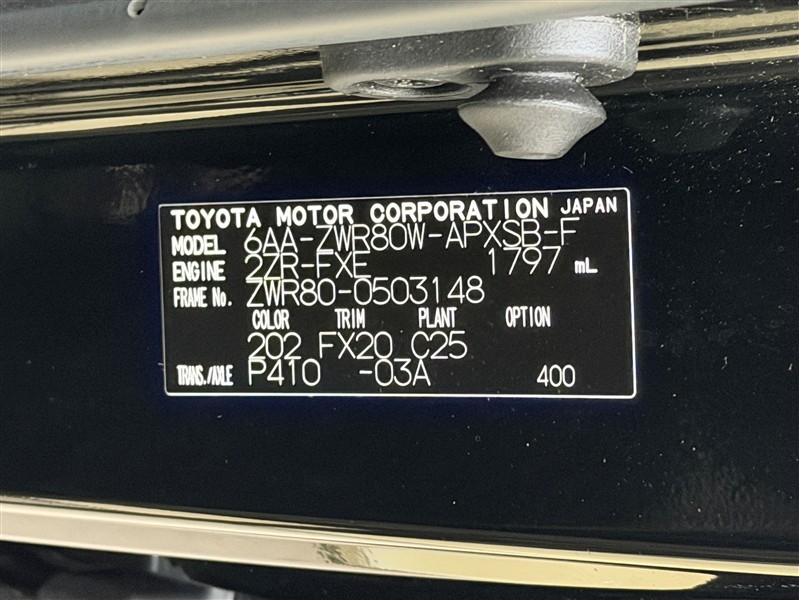 TOYOTA MOTOR CORPORATION JAPAN
MODEL 6AA-ZWR80W-APXSB-F
ENGINE 2ZR-FXE 1797 mL
FRAME No. ZWR80-0503148
COLOR TRIM PLANT OPTION
202 FX20 C25
TRANS./AXLE P410 -03A 400